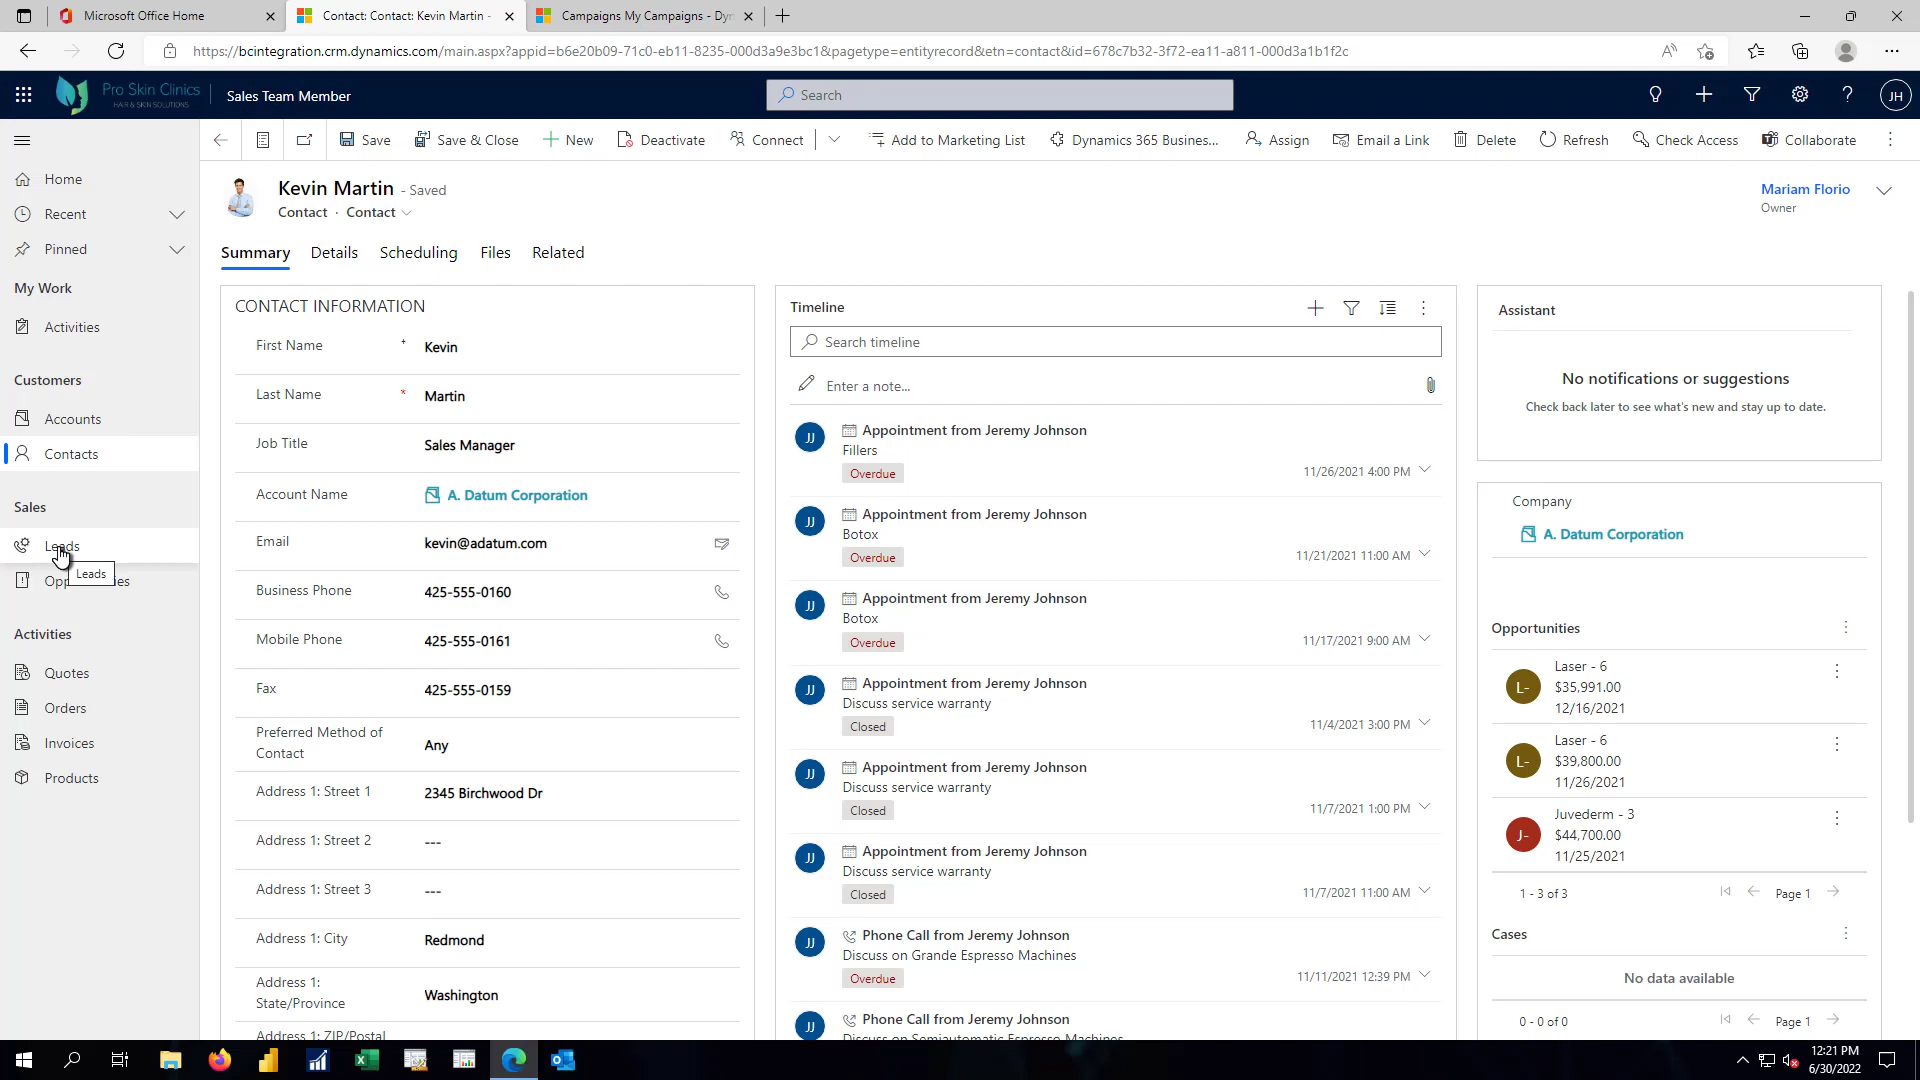 Microsoft Office Home
Contact: Contact: Kevin Martin -
Campaigns My Campaigns - Dyn
https://bcintegration.crm.dynamics.com/main.aspx?appid=b6e20b09-71c0-eb11-8235-000d3a9e3bc1&pagetype=entityrecord&etn=contact&id=678c7b32-3f72-ea11-a811-000d3a1b1f2c
Pro Skin Clinics
HAIR & SKIN SOLUTIONS
Sales Team Member
Search
JH
Save
Save & Close
New
Deactivate
Connect
Add to Marketing List
Dynamics 365 Busines...
Assign
Email a Link
Delete
Refresh
Check Access
Collaborate
Home
Recent
Pinned
My Work
Activities
Customers
Accounts
Contacts
Sales
Leads
Leads
Activities
Quotes
Orders
Invoices
Products
Kevin Martin - Saved
Contact · Contact
Mariam Florio
Owner
Summary
Details
Scheduling
Files
Related
CONTACT INFORMATION
First Name + Kevin
Last Name * Martin
Job Title Sales Manager
Account Name A. Datum Corporation
Email kevin@adatum.com
Business Phone 425-555-0160
Mobile Phone 425-555-0161
Fax 425-555-0159
Preferred Method of
Contact Any
Address 1: Street 1 2345 Birchwood Dr
Address 1: Street 2 ---
Address 1: Street 3 ---
Address 1: City Redmond
Address 1:
State/Province Washington
Address 1: ZIP/Postal
Timeline
Search timeline
Enter a note...
JJ Appointment from Jeremy Johnson
Fillers
Overdue 11/26/2021 4:00 PM
JJ Appointment from Jeremy Johnson
Botox
Overdue 11/21/2021 11:00 AM
JJ Appointment from Jeremy Johnson
Botox
Overdue 11/17/2021 9:00 AM
JJ Appointment from Jeremy Johnson
Discuss service warranty
Closed 11/4/2021 3:00 PM
JJ Appointment from Jeremy Johnson
Discuss service warranty
Closed 11/7/2021 1:00 PM
JJ Appointment from Jeremy Johnson
Discuss service warranty
Closed 11/7/2021 11:00 AM
JJ Phone Call from Jeremy Johnson
Discuss on Grande Espresso Machines
Overdue 11/11/2021 12:39 PM
JJ Phone Call from Jeremy Johnson
Discuss on Semiautomatic Espresso Machines
Assistant
No notifications or suggestions
Check back later to see what's new and stay up to date.
Company
A. Datum Corporation
Opportunities
L- Laser - 6
$35,991.00
12/16/2021
L- Laser - 6
$39,800.00
11/26/2021
J- Juvederm - 3
$44,700.00
11/25/2021
1 - 3 of 3 Page 1
Cases
No data available
0 - 0 of 0 Page 1
12:21 PM
6/30/2022